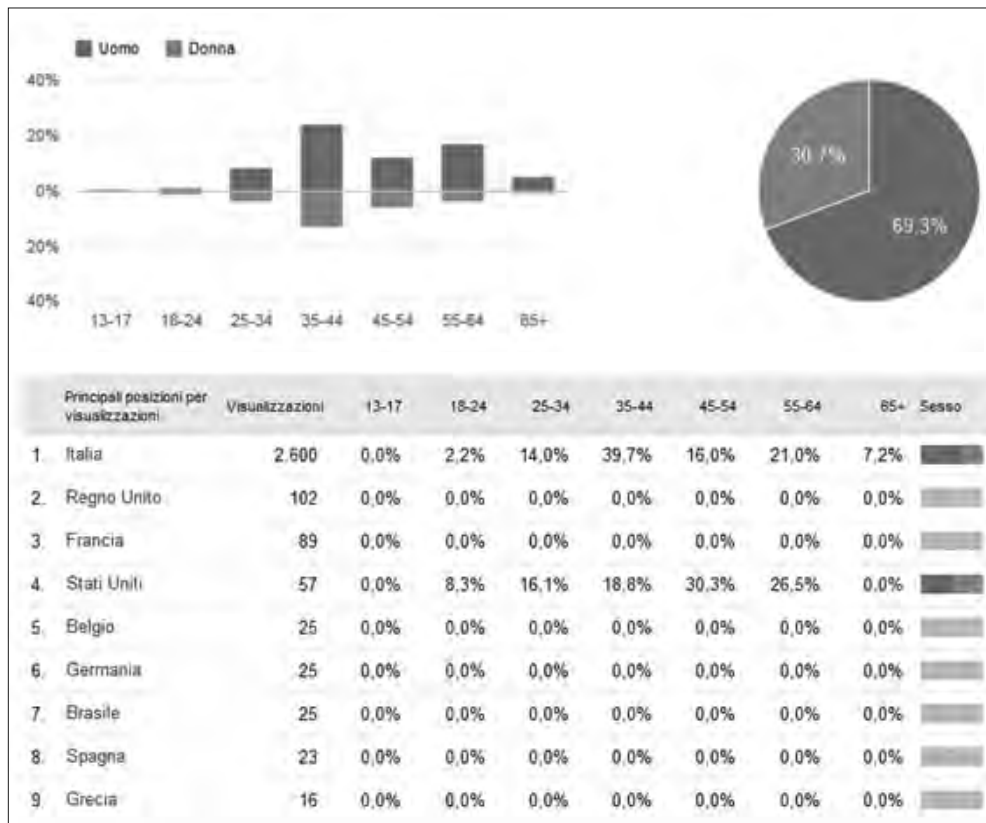 Uomo Donna
40%
20%
0%
20%
40%
13-17 18-24 25-34 35-44 45-54 55-64 65+
30.7%
69.3%
Principali posizioni per visualizzazioni Visualizzazioni 13-17 18-24 25-34 35-44 45-54 55-64 65+ Sesso
1. Italia 2.600 0,0% 2,2% 14,0% 39,7% 16,0% 21,0% 7,2%
2. Regno Unito 102 0,0% 0,0% 0,0% 0,0% 0,0% 0,0% 0,0%
3. Francia 89 0,0% 0,0% 0,0% 0,0% 0,0% 0,0% 0,0%
4. Stati Uniti 57 0,0% 8,3% 16,1% 18,8% 30,3% 26,5% 0.0%
5. Belgio 25 0,0% 0,0% 0,0% 0,0% 0,0% 0,0% 0,0%
6. Germania 25 0,0% 0,0% 0,0% 0,0% 0,0% 0,0% 0,0%
7. Brasile 25 0,0% 0,0% 0,0% 0,0% 0,0% 0,0% 0,0%
8. Spagna 23 0,0% 0,0% 0,0% 0,0% 0,0% 0,0% 0,0%
9. Grecia 16 0,0% 0,0% 0,0% 0,0% 0,0% 0,0% 0,0%